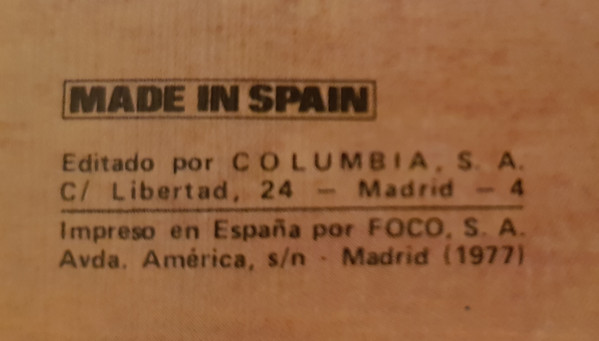 MADE IN SPAIN
Editado por COLUMBIA, S. A.
C/ Libertad, 24 — Madrid — 4
Impreso en España por FOCO, S. A.
Avda. América, s/n - Madrid (1977)